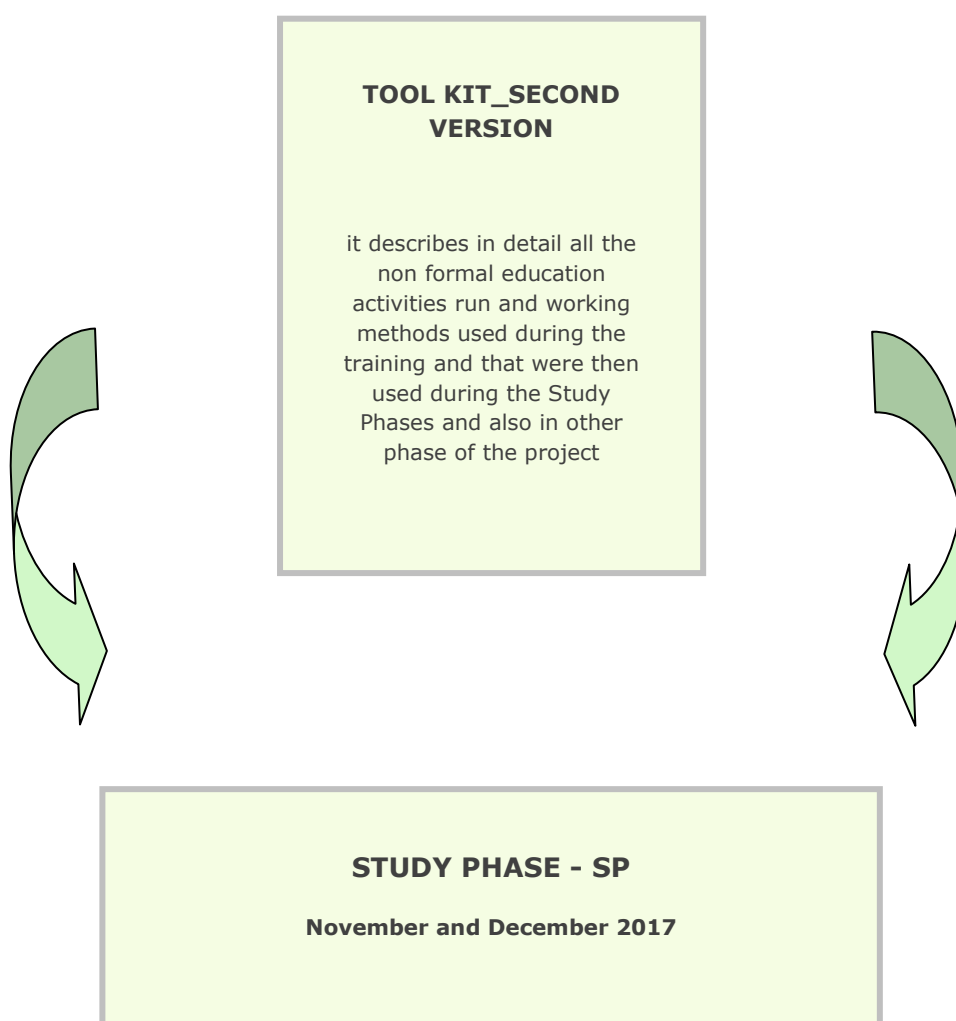 TOOL KIT_SECOND
VERSION
it describes in detail all the
non formal education
activities run and working
methods used during the
training and that were then
used during the Study
Phases and also in other
phase of the project
STUDY PHASE - SP
November and December 2017